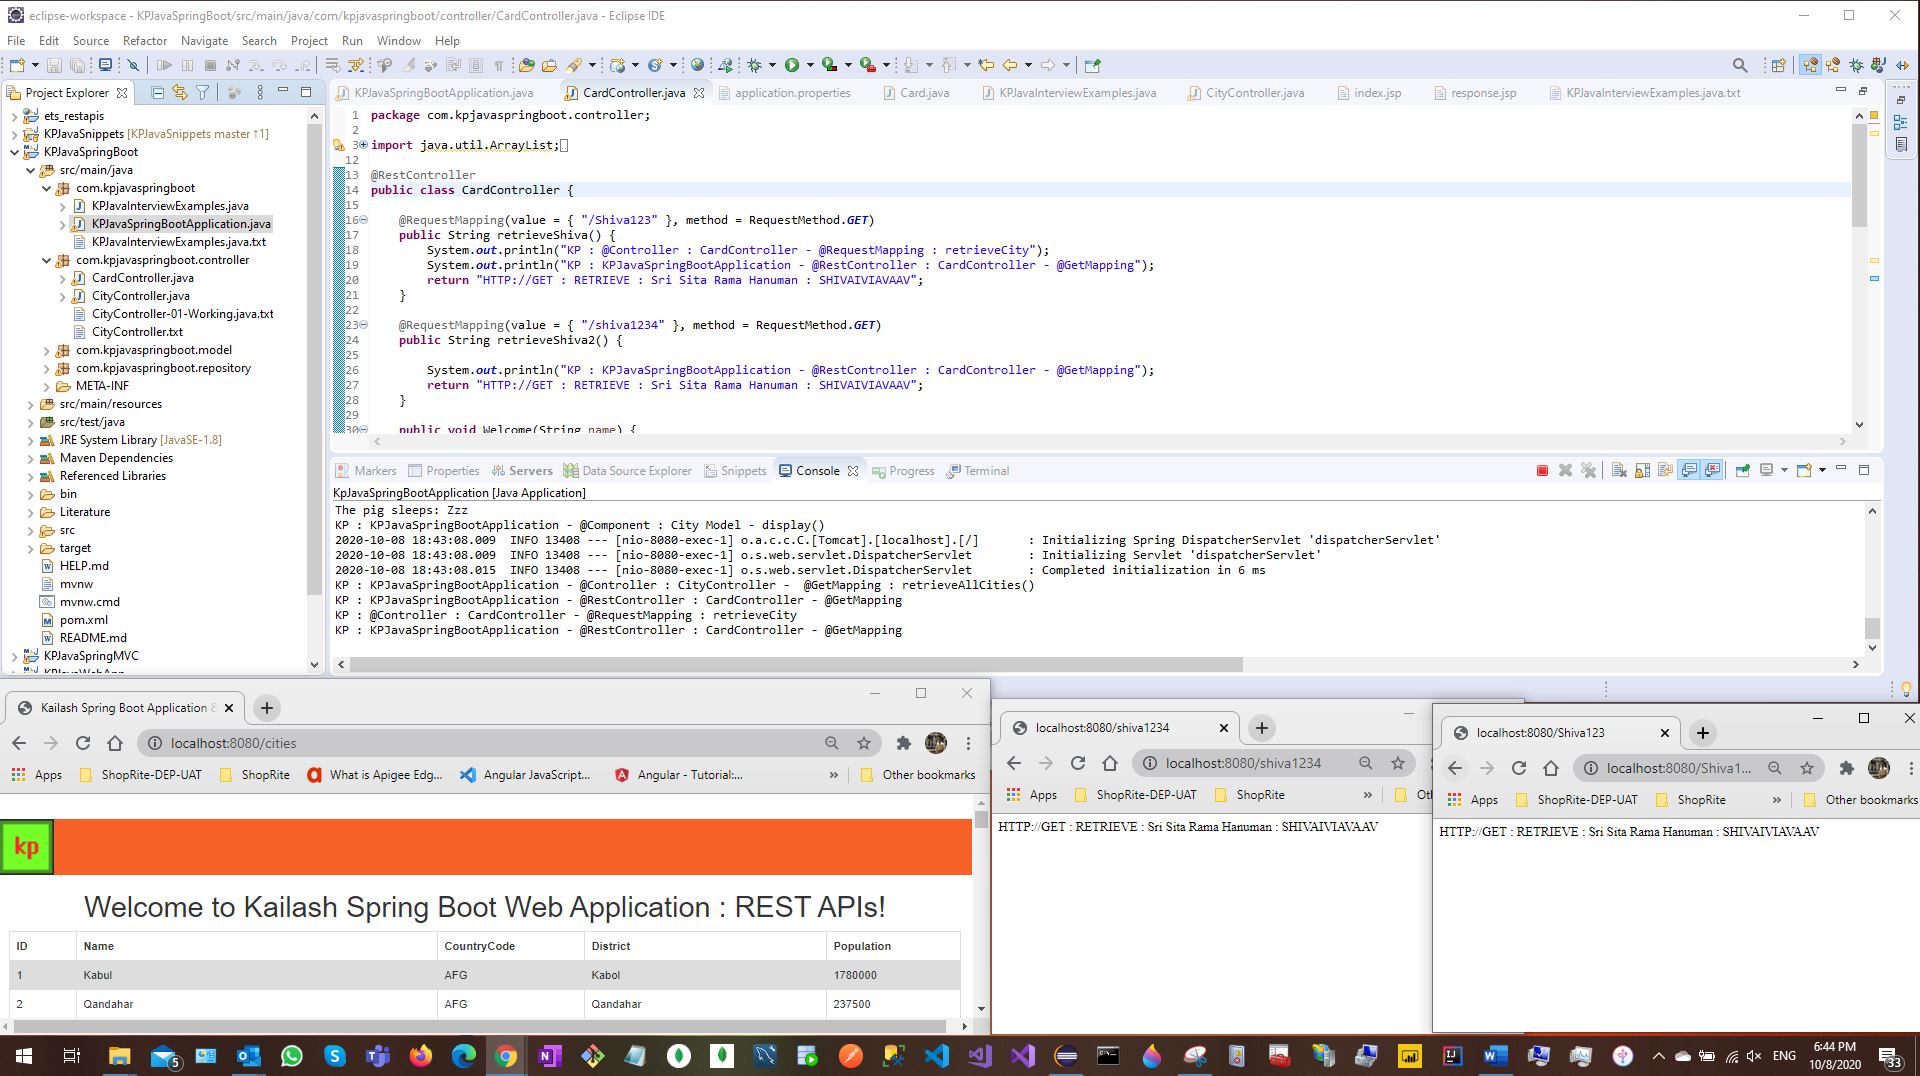 eclipse-workspace - KPJavaSpringBoot/src/main/java/com/kpjavaspringboot/controller/CardController.java - Eclipse IDE
File Edit Source Refactor Navigate Search Project Run Window Help
Project Explorer
ets_restapis
KPJavaSnippets [KPJavaSnippets master ↑1]
KPJavaSpringBoot
src/main/java
com.kpjavaspringboot
KPJavaInterviewExamples.java
KPJavaSpringBootApplication.java
KPJavaInterviewExamples.java.txt
com.kpjavaspringboot.controller
CardController.java
CityController.java
CityController-01-Working.java.txt
CityController.txt
com.kpjavaspringboot.model
com.kpjavaspringboot.repository
META-INF
src/main/resources
src/test/java
JRE System Library [JavaSE-1.8]
Maven Dependencies
Referenced Libraries
bin
Literature
src
target
HELP.md
mvnw
mvnw.cmd
pom.xml
README.md
KPJavaSpringMVC
KPJavaWebApp
KPJavaSpringBootApplication.java CardController.java application.properties Card.java KPJavaInterviewExamples.java CityController.java index.jsp response.jsp KPJavaInterviewExamples.java.txt
1 package com.kpjavaspringboot.controller;
2
3 import java.util.ArrayList;
12
13 @RestController
14 public class CardController {
15
16 @RequestMapping(value = { "/Shiva123" }, method = RequestMethod.GET)
17 public String retrieveShiva() {
18 System.out.println("KP : @Controller : CardController - @RequestMapping : retrieveCity");
19 System.out.println("KP : KPJavaSpringBootApplication - @RestController : CardController - @GetMapping");
20 return "HTTP://GET : RETRIEVE : Sri Sita Rama Hanuman : SHIVAIVIAVAAV";
21 }
22
23 @RequestMapping(value = { "/shiva1234" }, method = RequestMethod.GET)
24 public String retrieveShiva2() {
25
26 System.out.println("KP : KPJavaSpringBootApplication - @RestController : CardController - @GetMapping");
27 return "HTTP://GET : RETRIEVE : Sri Sita Rama Hanuman : SHIVAIVIAVAAV";
28 }
29
30 public void Welcome(String name) {
Markers Properties Servers Data Source Explorer Snippets Console Progress Terminal
KpJavaSpringBootApplication [Java Application]
The pig sleeps: Zzz
KP : KPJavaSpringBootApplication - @Component : City Model - display()
2020-10-08 18:43:08.009 INFO 13408 --- [nio-8080-exec-1] o.a.c.c.C.[Tomcat].[localhost].[/] : Initializing Spring DispatcherServlet 'dispatcherServlet'
2020-10-08 18:43:08.009 INFO 13408 --- [nio-8080-exec-1] o.s.web.servlet.DispatcherServlet : Initializing Servlet 'dispatcherServlet'
2020-10-08 18:43:08.015 INFO 13408 --- [nio-8080-exec-1] o.s.web.servlet.DispatcherServlet : Completed initialization in 6 ms
KP : KPJavaSpringBootApplication - @Controller : CityController - @GetMapping : retrieveAllCities()
KP : KPJavaSpringBootApplication - @RestController : CardController - @GetMapping
KP : @Controller : CardController - @RequestMapping : retrieveCity
KP : KPJavaSpringBootApplication - @RestController : CardController - @GetMapping
Kailash Spring Boot Application &
localhost:8080/cities
Apps ShopRite-DEP-UAT ShopRite What is Apigee Edg... Angular JavaScript... Angular - Tutorial:... » Other bookmarks
kp
Welcome to Kailash Spring Boot Web Application : REST APIs!
ID Name CountryCode District Population
1 Kabul AFG Kabol 1780000
2 Qandahar AFG Qandahar 237500
localhost:8080/shiva1234
localhost:8080/shiva1234
Apps ShopRite-DEP-UAT ShopRite » Ot
HTTP://GET : RETRIEVE : Sri Sita Rama Hanuman : SHIVAIVIAVAAV
localhost:8080/Shiva123
localhost:8080/Shiva1...
Apps ShopRite-DEP-UAT ShopRite » Other bookmarks
HTTP://GET : RETRIEVE : Sri Sita Rama Hanuman : SHIVAIVIAVAAV
5
ENG
6:44 PM
10/8/2020
33